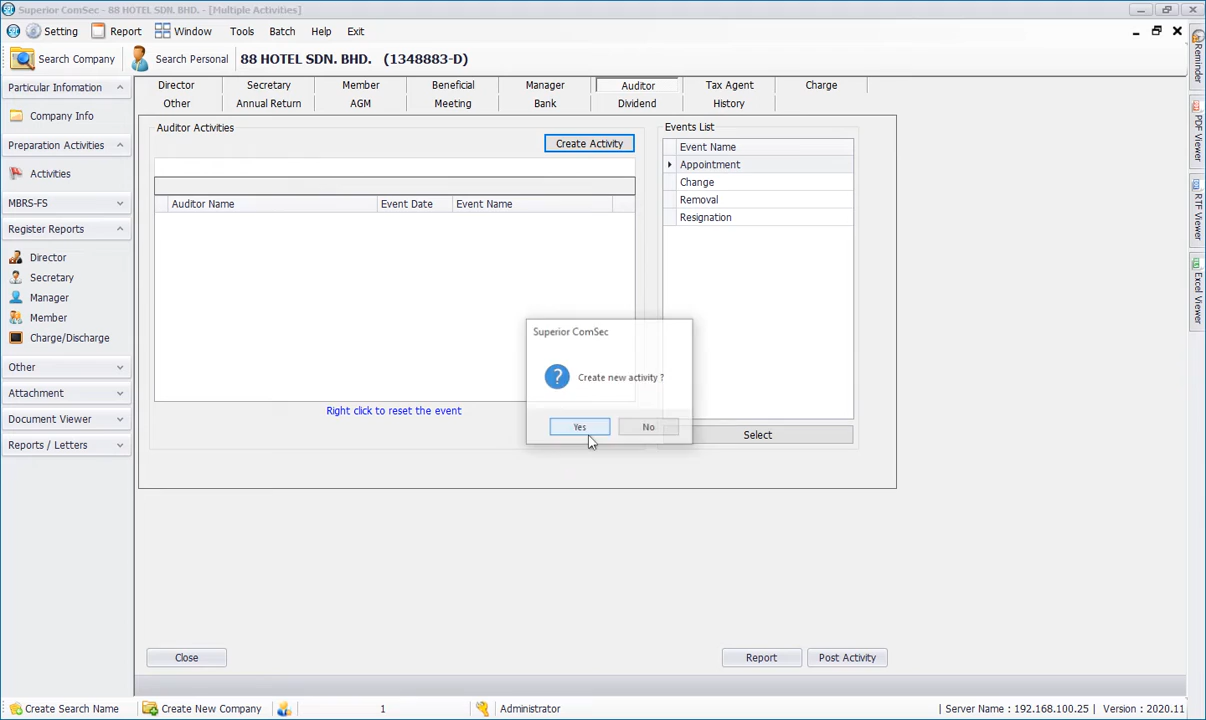 Superior ComSec - 88 HOTEL SDN. BHD. - [Multiple Activities]
Setting Report Window Tools Batch Help Exit
Search Company Search Personal 88 HOTEL SDN. BHD. (1348883-D)
Particular Infomation
Company Info
Preparation Activities
Activities
MBRS-FS
Register Reports
Director
Secretary
Manager
Member
Charge/Discharge
Other
Attachment
Document Viewer
Reports / Letters
Director Secretary Member Beneficial Manager Auditor Tax Agent Charge
Other Annual Return AGM Meeting Bank Dividend History
Auditor Activities
Create Activity
Auditor Name Event Date Event Name
Right click to reset the event
Events List
Event Name
Appointment
Change
Removal
Resignation
Select
Superior ComSec
? Create new activity ?
Yes No
Close Report Post Activity
Reminder
PDF Viewer
RTF Viewer
Excel Viewer
Create Search Name Create New Company 1 Administrator Server Name : 192.168.100.25 Version : 2020.11